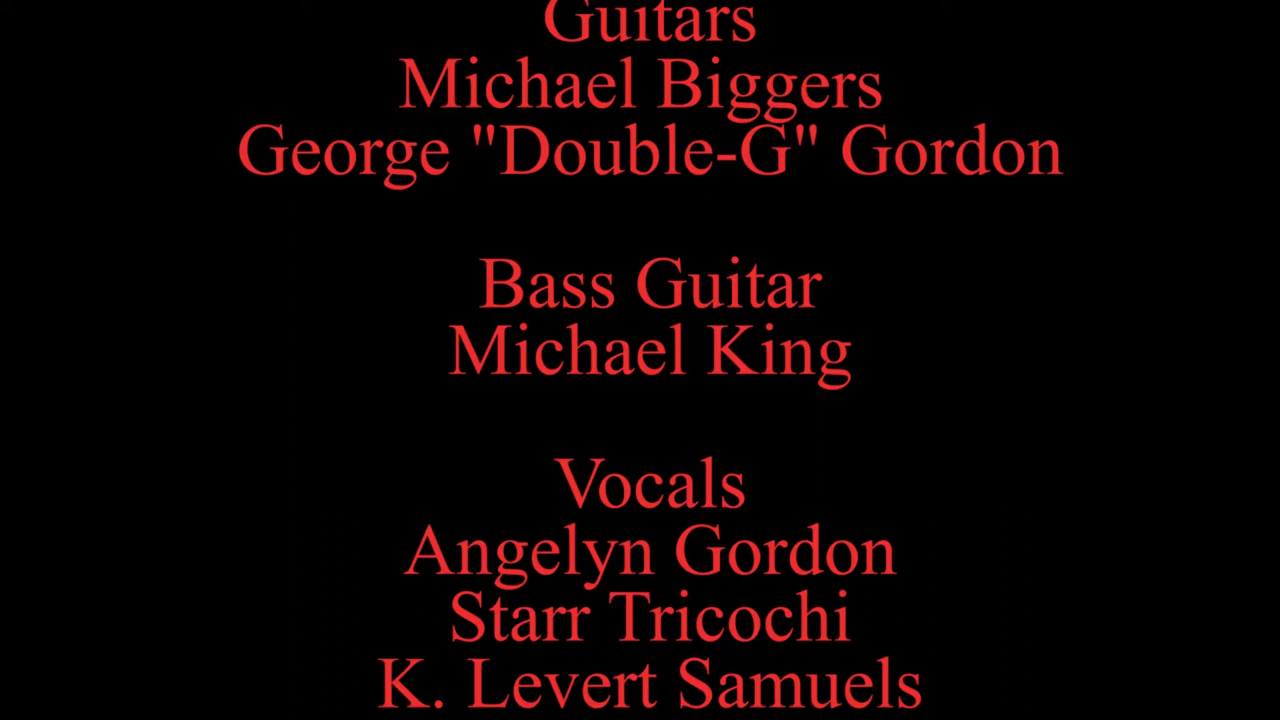 Guitars
Michael Biggers
George "Double-G" Gordon
Bass Guitar
Michael King
Vocals
Angelyn Gordon
Starr Tricochi
K. Levert Samuels